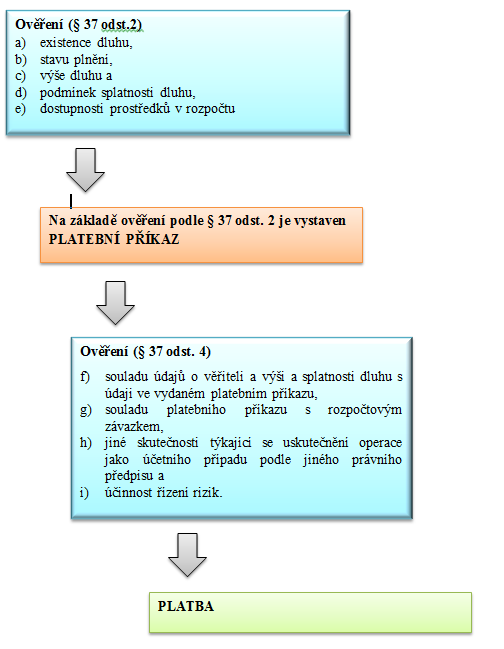 Ověření (§ 37 odst.2)
a) existence dluhu,
b) stavu plnění,
c) výše dluhu a
d) podmínek splatnosti dluhu,
e) dostupnosti prostředků v rozpočtu
Na základě ověření podle § 37 odst. 2 je vystaven
PLATEBNÍ PŘÍKAZ
Ověření (§ 37 odst. 4)
f) souladu údajů o věřiteli a výši a splatnosti dluhu s
údaji ve vydaném platebním příkazu,
g) souladu platebního příkazu s rozpočtovým
závazkem,
h) jiné skutečnosti týkající se uskutečnění operace
jako účetního případu podle jiného právního
předpisu a
i) účinnost řízení rizik.
PLATBA